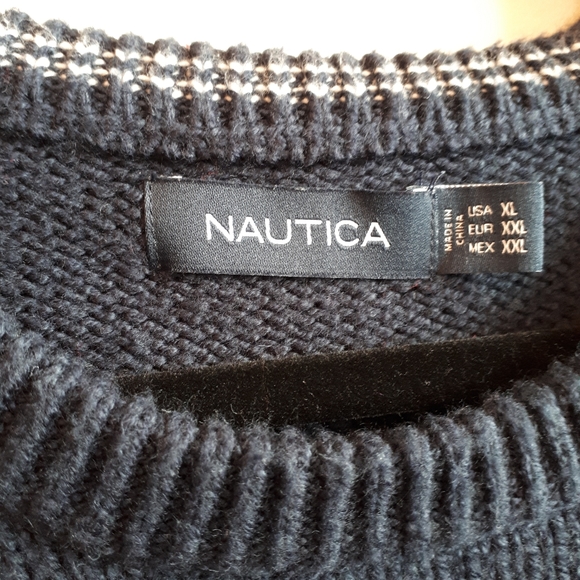 NAUTICA
MADE IN
CHINA
USA XL
EUR XXL
MEX XXL